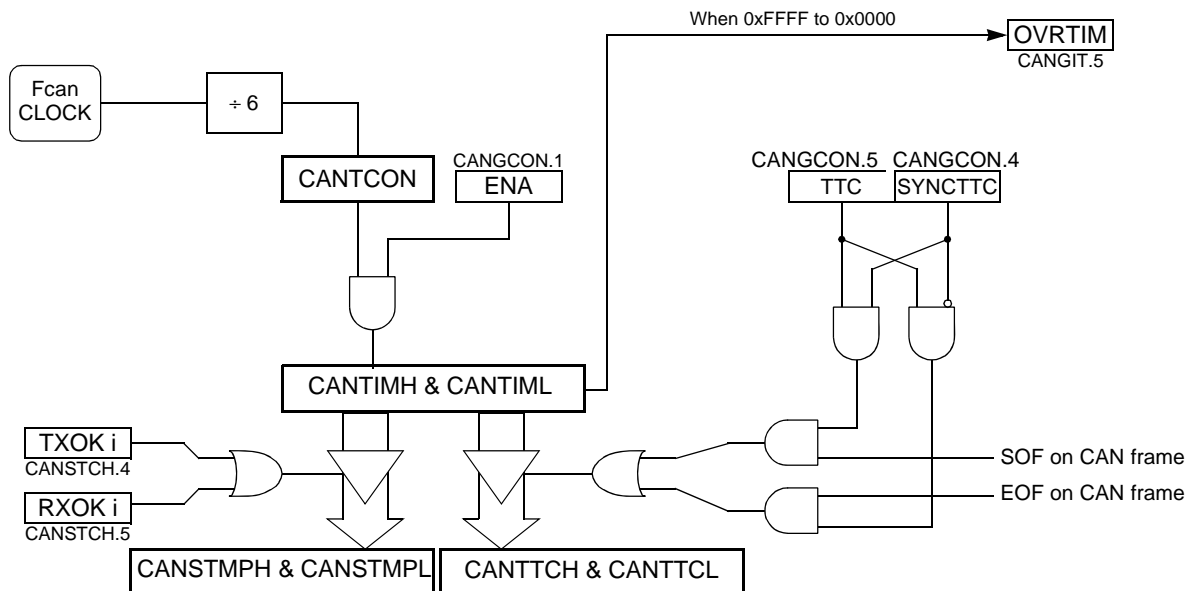 When 0xFFFF to 0x0000
OVRTIM
CANGIT.5
Fcan
CLOCK
÷ 6
CANTCON
CANGCON.1
ENA
CANGCON.5
CANGCON.4
TTC
SYNCTTC
CANTIMH & CANTIML
TXOK i
CANSTCH.4
RXOK i
CANSTCH.5
SOF on CAN frame
EOF on CAN frame
CANSTMPH & CANSTMPL
CANTTCH & CANTTCL